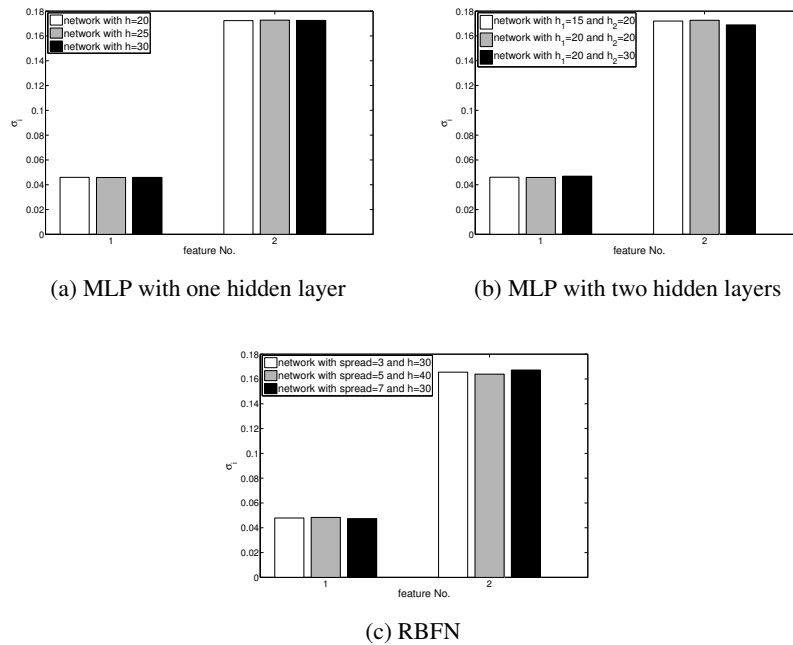 0.18
0.16
0.14
0.12
0.1
0.08
0.06
0.04
0.02
0
σi
network with h=20
network with h=25
network with h=30
1 2
feature No.
(a) MLP with one hidden layer
0.18
0.16
0.14
0.12
0.1
0.08
0.06
0.04
0.02
0
σi
network with h1=15 and h2=20
network with h1=20 and h2=20
network with h1=20 and h2=30
1 2
feature No.
(b) MLP with two hidden layers
0.18
0.16
0.14
0.12
0.1
0.08
0.06
0.04
0.02
0
σi
network with spread=3 and h=30
network with spread=5 and h=40
network with spread=7 and h=30
1 2
feature No.
(c) RBFN